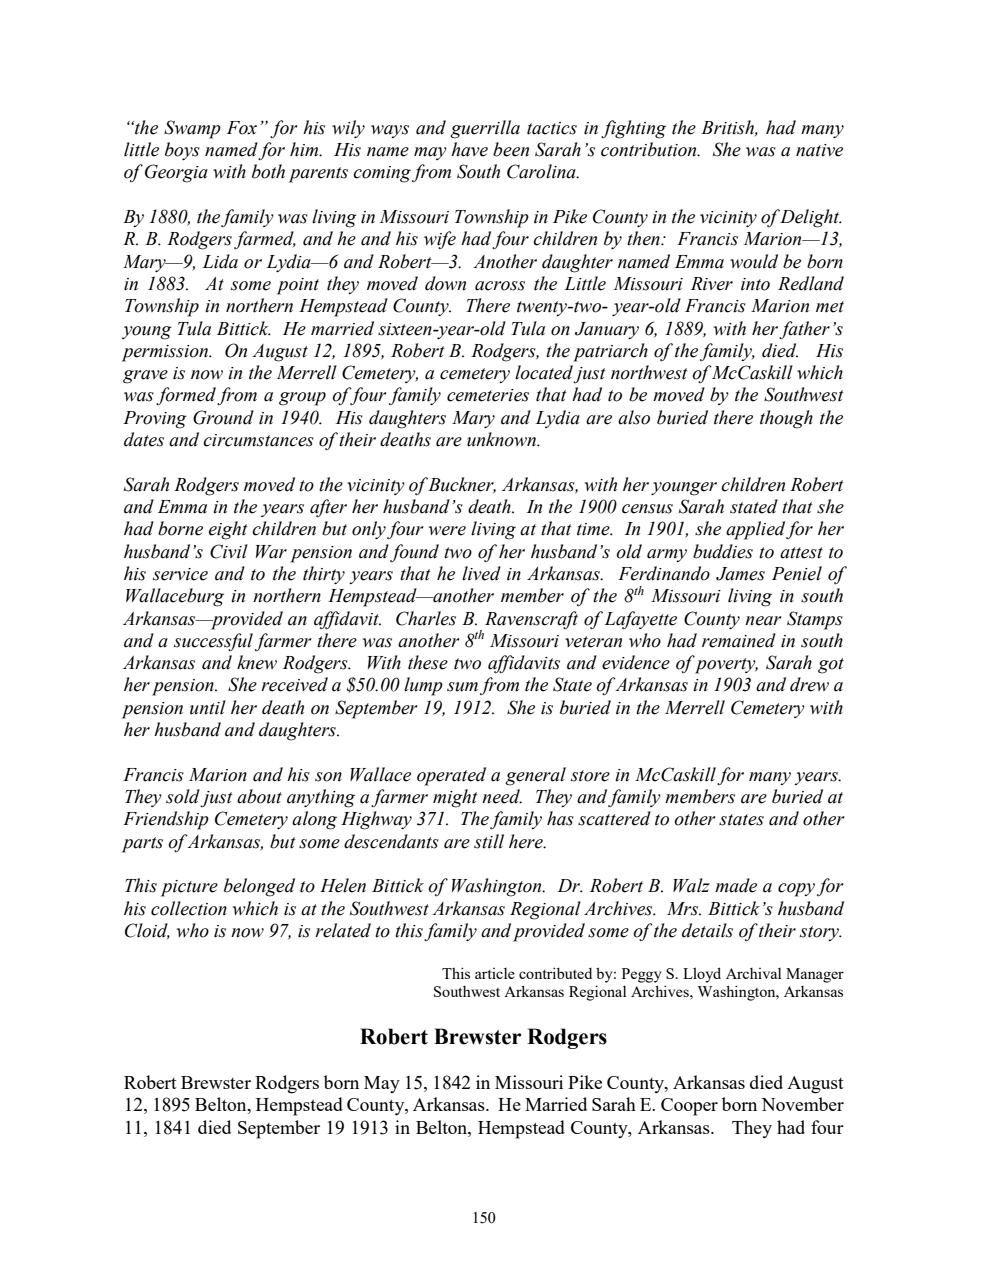 “the Swamp Fox” for his wily ways and guerrilla tactics in fighting the British, had many
little boys named for him.  His name may have been Sarah’s contribution.  She was a native
of Georgia with both parents coming from South Carolina.
By 1880, the family was living in Missouri Township in Pike County in the vicinity of Delight.
R. B. Rodgers farmed, and he and his wife had four children by then:  Francis Marion—13,
Mary—9, Lida or Lydia—6 and Robert—3.  Another daughter named Emma would be born
in 1883.  At some point they moved down across the Little Missouri River into Redland
Township in northern Hempstead County.  There twenty-two- year-old Francis Marion met
young Tula Bittick.  He married sixteen-year-old Tula on January 6, 1889, with her father’s
permission.  On August 12, 1895, Robert B. Rodgers, the patriarch of the family, died.  His
grave is now in the Merrell Cemetery, a cemetery located just northwest of McCaskill which
was formed from a group of four family cemeteries that had to be moved by the Southwest
Proving Ground in 1940.  His daughters Mary and Lydia are also buried there though the
dates and circumstances of their deaths are unknown.
Sarah Rodgers moved to the vicinity of Buckner, Arkansas, with her younger children Robert
and Emma in the years after her husband’s death.  In the 1900 census Sarah stated that she
had borne eight children but only four were living at that time.  In 1901, she applied for her
husband’s Civil War pension and found two of her husband’s old army buddies to attest to
his service and to the thirty years that he lived in Arkansas.  Ferdinando James Peniel of
Wallaceburg in northern Hempstead—another member of the 8th Missouri living in south
Arkansas—provided an affidavit.  Charles B. Ravenscraft of Lafayette County near Stamps
and a successful farmer there was another 8th Missouri veteran who had remained in south
Arkansas and knew Rodgers.  With these two affidavits and evidence of poverty, Sarah got
her pension.  She received a $50.00 lump sum from the State of Arkansas in 1903 and drew a
pension until her death on September 19, 1912.  She is buried in the Merrell Cemetery with
her husband and daughters.
Francis Marion and his son Wallace operated a general store in McCaskill for many years.
They sold just about anything a farmer might need.  They and family members are buried at
Friendship Cemetery along Highway 371.  The family has scattered to other states and other
parts of Arkansas, but some descendants are still here.
This picture belonged to Helen Bittick of Washington.  Dr. Robert B. Walz made a copy for
his collection which is at the Southwest Arkansas Regional Archives.  Mrs. Bittick’s husband
Cloid, who is now 97, is related to this family and provided some of the details of their story.
This article contributed by: Peggy S. Lloyd Archival Manager
Southwest Arkansas Regional Archives, Washington, Arkansas
Robert Brewster Rodgers
Robert Brewster Rodgers born May 15, 1842 in Missouri Pike County, Arkansas died August
12, 1895 Belton, Hempstead County, Arkansas.  He Married Sarah E. Cooper born November
11, 1841 died September 19 1913 in Belton, Hempstead County, Arkansas.   They had four
150